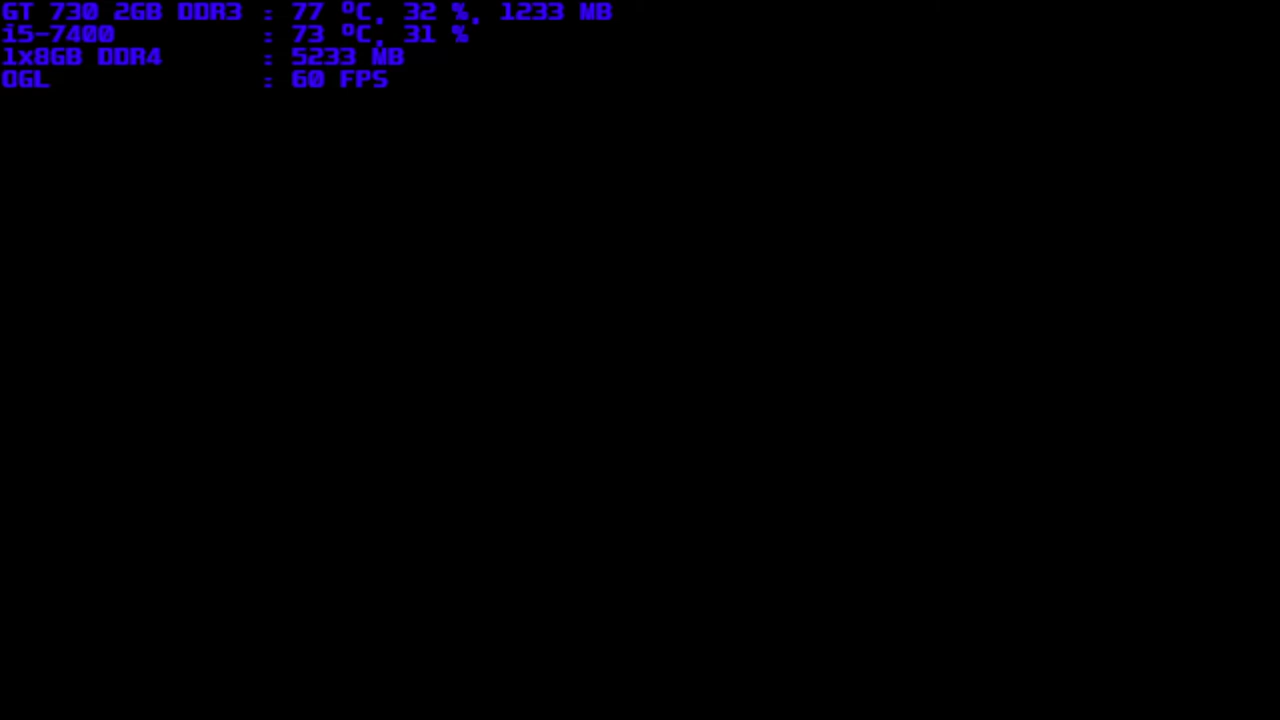 GT 730 2GB DDR3 : 77 ºC, 32 %, 1233 MB
i5-7400 : 73 ºC, 31 %
1x8GB DDR4 : 5233 MB
OGL : 60 FPS